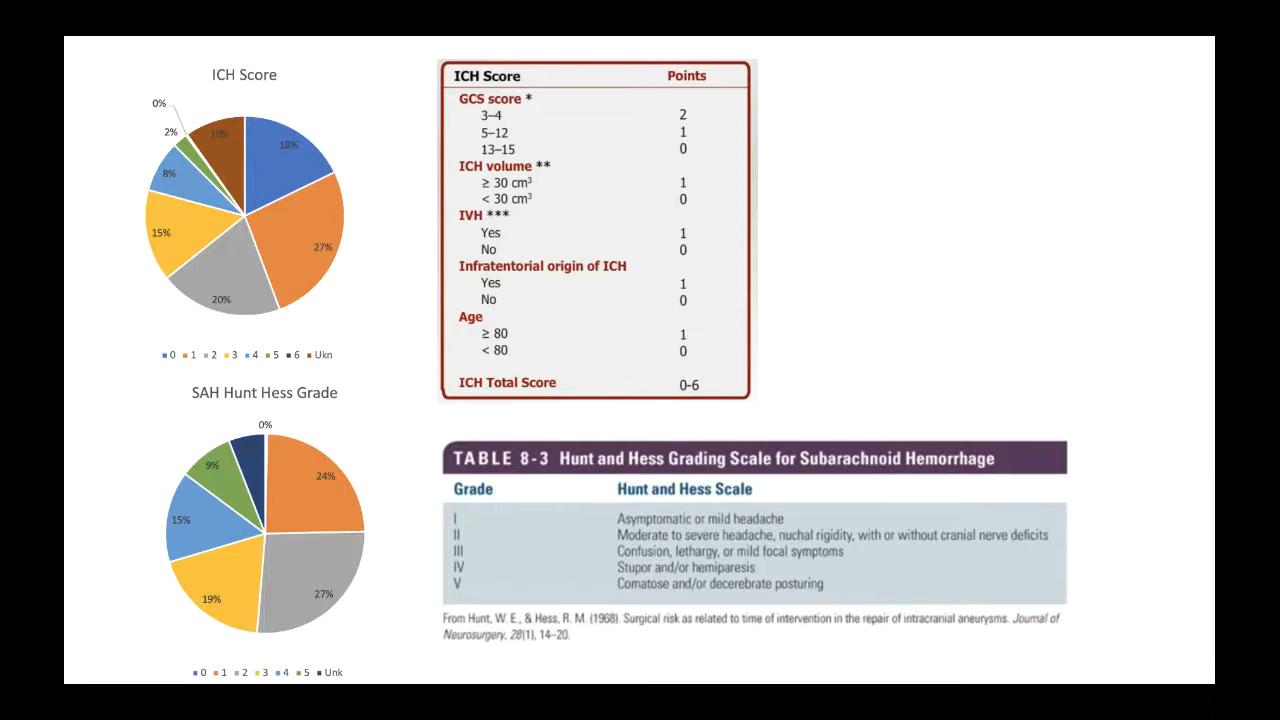 ICH Score
0%
2%
10%
18%
8%
27%
15%
20%
0 1 2 3 4 5 6 Ukn
SAH Hunt Hess Grade
0%
9%
24%
15%
27%
19%
0 1 2 3 4 5 Unk
ICH Score Points
GCS score *
3–4 2
5–12 1
13–15 0
ICH volume **
≥ 30 cm³ 1
< 30 cm³ 0
IVH ***
Yes 1
No 0
Infratentorial origin of ICH
Yes 1
No 0
Age
≥ 80 1
< 80 0
ICH Total Score 0-6
TABLE 8-3 Hunt and Hess Grading Scale for Subarachnoid Hemorrhage
Grade Hunt and Hess Scale
I Asymptomatic or mild headache
II Moderate to severe headache, nuchal rigidity, with or without cranial nerve deficits
III Confusion, lethargy, or mild focal symptoms
IV Stupor and/or hemiparesis
V Comatose and/or decerebrate posturing
From Hunt, W. E., & Hess, R. M. (1968). Surgical risk as related to time of intervention in the repair of intracranial aneurysms. Journal of
Neurosurgery, 28(1), 14–20.